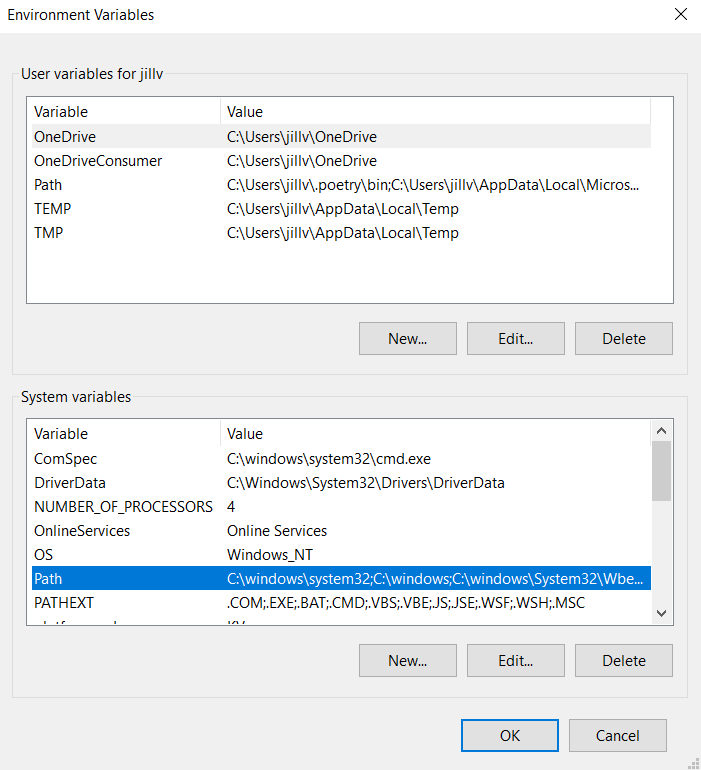 Environment Variables
User variables for jillv
Variable Value
OneDrive C:\Users\jillv\OneDrive
OneDriveConsumer C:\Users\jillv\OneDrive
Path C:\Users\jillv\.poetry\bin;C:\Users\jillv\AppData\Local\Micros...
TEMP C:\Users\jillv\AppData\Local\Temp
TMP C:\Users\jillv\AppData\Local\Temp
New... Edit... Delete
System variables
Variable Value
ComSpec C:\windows\system32\cmd.exe
DriverData C:\Windows\System32\Drivers\DriverData
NUMBER_OF_PROCESSORS 4
OnlineServices Online Services
OS Windows_NT
Path C:\windows\system32;C:\windows;C:\windows\System32\Wbe...
PATHEXT .COM;.EXE;.BAT;.CMD;.VBS;.VBE;.JS;.JSE;.WSF;.WSH;.MSC
New... Edit... Delete
OK Cancel